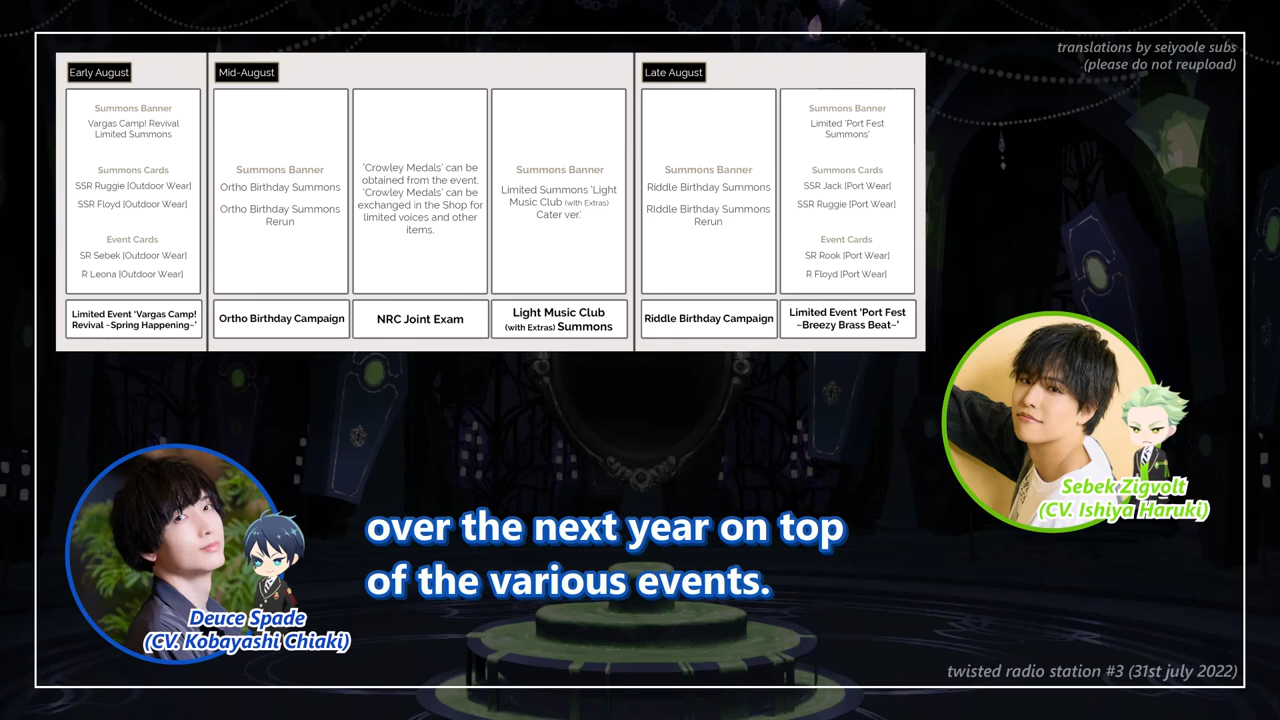 translations by seiyoole subs
(please do not reupload)
Early August
Summons Banner
Vargas Camp! Revival
Limited Summons
Summons Cards
SSR Ruggie [Outdoor Wear]
SSR Floyd [Outdoor Wear]
Event Cards
SR Sebek [Outdoor Wear]
R Leona [Outdoor Wear]
Limited Event 'Vargas Camp!
Revival ~Spring Happening~'
Mid-August
Summons Banner
Ortho Birthday Summons
Ortho Birthday Summons
Rerun
Ortho Birthday Campaign
'Crowley Medals' can be
obtained from the event.
'Crowley Medals' can be
exchanged in the Shop for
limited voices and other
items.
NRC Joint Exam
Summons Banner
Limited Summons 'Light
Music Club (with Extras)
Cater ver.'
Light Music Club
(with Extras) Summons
Late August
Summons Banner
Riddle Birthday Summons
RIddle Birthday Summons
Rerun
Riddle Birthday Campaign
Summons Banner
Limited 'Port Fest
Summons'
Summons Cards
SSR Jack [Port Wear]
SSR Ruggie [Port Wear]
Event Cards
SR Rook [Port Wear]
R Floyd [Port Wear]
Limited Event 'Port Fest
~Breezy Brass Beat~'
Sebek Zigvolt
(CV. Ishiya Haruki)
over the next year on top
of the various events.
Deuce Spade
(CV. Kobayashi Chiaki)
twisted radio station #3 (31st july 2022)